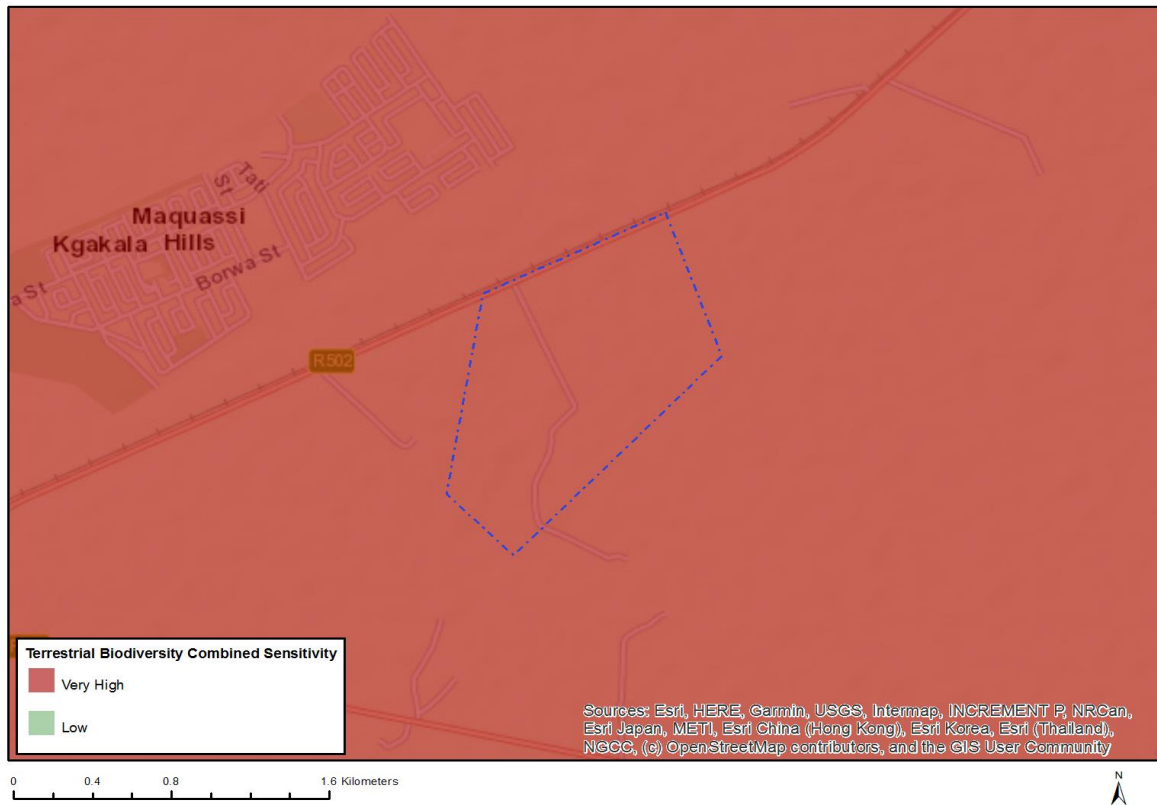 Tati
St
Maquassi
Kgakala Hills
Borwa St
a St
R502
Terrestrial Biodiversity Combined Sensitivity
Very High
Low
Sources: Esri, HERE, Garmin, USGS, Intermap, INCREMENT P, NRCan,
Esri Japan, METI, Esri China (Hong Kong), Esri Korea, Esri (Thailand),
NGCC, (c) OpenStreetMap contributors, and the GIS User Community
0 0.4 0.8 1.6 Kilometers
N